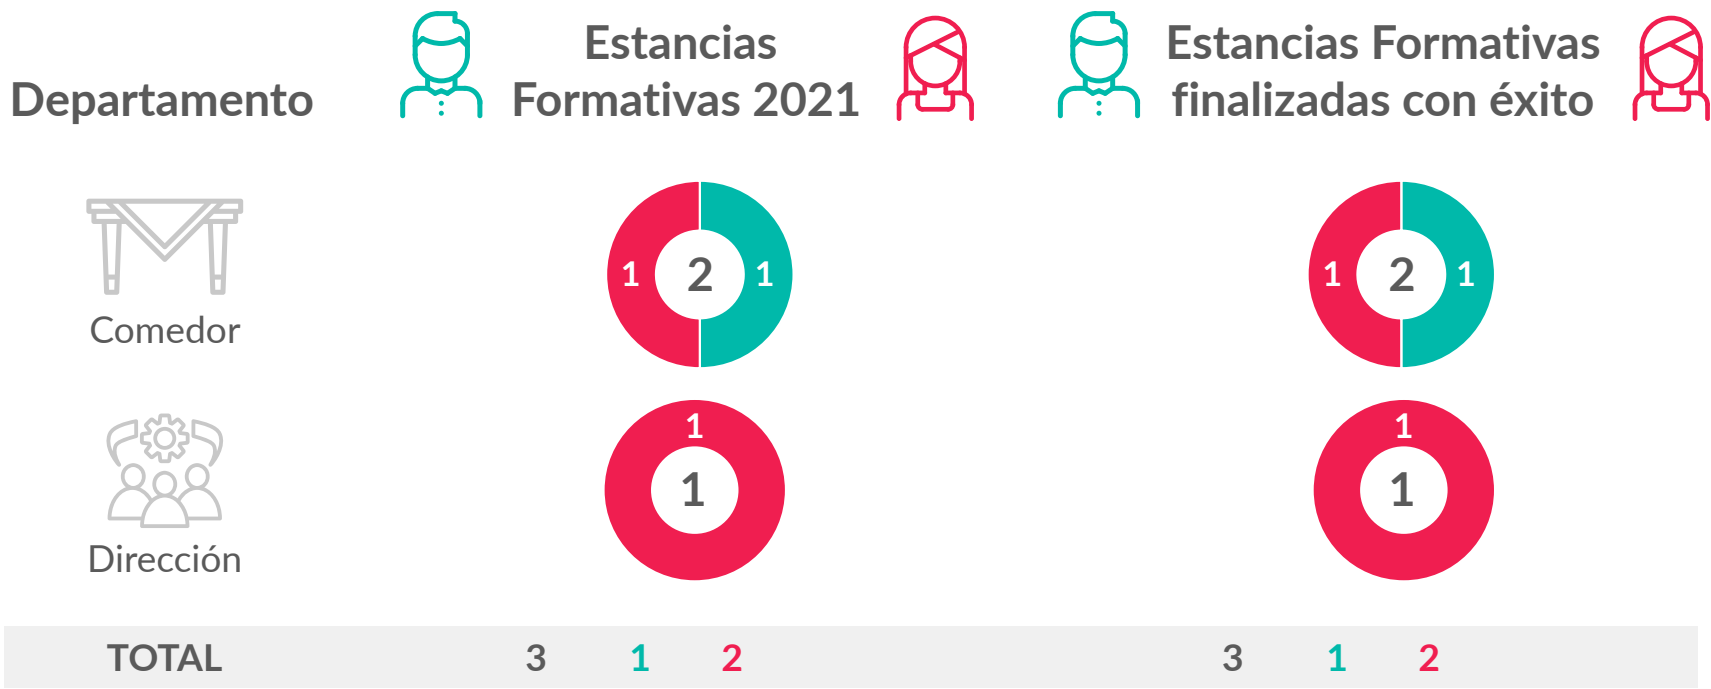 Departamento
Estancias
Formativas 2021
Estancias Formativas
finalizadas con éxito
Comedor
1 2 1
1 2 1
Dirección
1
1
1
1
TOTAL 3 1 2 3 1 2